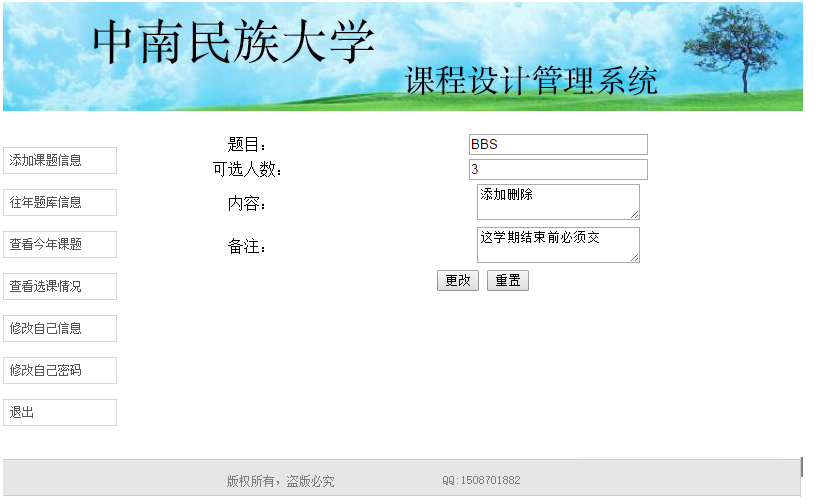 中南民族大学
课程设计管理系统
添加课题信息
往年题库信息
查看今年课题
查看选课情况
修改自己信息
修改自己密码
退出
题目： BBS
可选人数： 3
内容： 添加删除
备注： 这学期结束前必须交
更改 重置
版权所有，盗版必究 QQ:1508701882